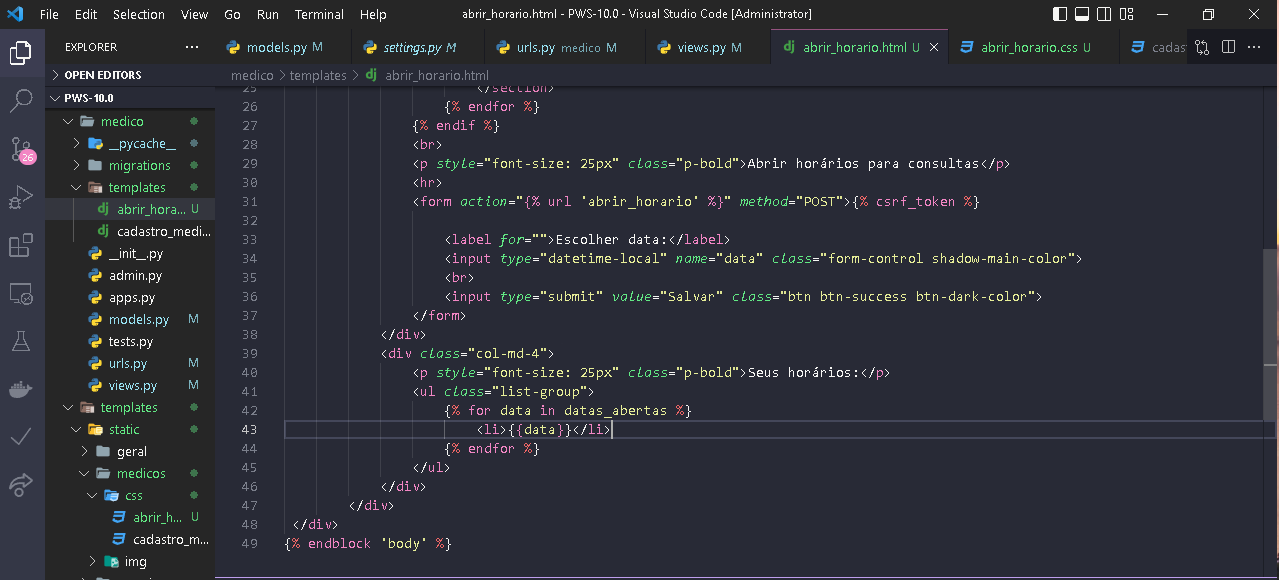 File Edit Selection View Go Run Terminal Help abrir_horario.html - PWS-10.0 - Visual Studio Code [Administrator]
EXPLORER ...
models.py M settings.py M urls.py medico M views.py M abrir_horario.html U abrir_horario.css U cadas
OPEN EDITORS
PWS-10.0
medico
__pycache__
migrations
templates
abrir_hora... U
cadastro_medi...
__init__.py
admin.py
apps.py
models.py M
tests.py
urls.py M
views.py M
templates
static
geral
medicos
css
abrir_h... U
cadastro_m...
img
26
medico > templates > abrir_horario.html
25 </section>
26 {% endfor %}
27 {% endif %}
28 <br>
29 <p style="font-size: 25px" class="p-bold">Abrir horários para consultas</p>
30 <hr>
31 <form action="{% url 'abrir_horario' %}" method="POST">{% csrf_token %}
32
33 <label for="">Escolher data:</label>
34 <input type="datetime-local" name="data" class="form-control shadow-main-color">
35 <br>
36 <input type="submit" value="Salvar" class="btn btn-success btn-dark-color">
37 </form>
38 </div>
39 <div class="col-md-4">
40 <p style="font-size: 25px" class="p-bold">Seus horários:</p>
41 <ul class="list-group">
42 {% for data in datas_abertas %}
43 <li>{{data}}</li>
44 {% endfor %}
45 </ul>
46 </div>
47 </div>
48 </div>
49 {% endblock 'body' %}